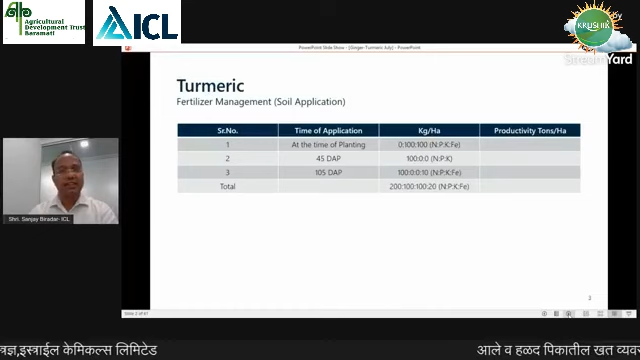 Agricultural
Development Trust
Baramati
ICL
KRUSHIK
StreamYard
PowerPoint Slide Show - [Ginger-Turmeric July] - PowerPoint
Turmeric
Fertilizer Management (Soil Application)
Sr.No. Time of Application Kg/Ha Productivity Tons/Ha
1 At the time of Planting 0:100:100 (N:P:K:Fe)
2 45 DAP 100:0:0 (N:P:K)
3 105 DAP 100:0:0:10 (N:P:K:Fe)
Total 200:100:100:20 (N:P:K:Fe)
Shri. Sanjay Biradar- ICL
त्रज्ञ,इस्त्राईल केमिकल्स लिमिटेड
आले व हळद पिकातील खत व्यवस